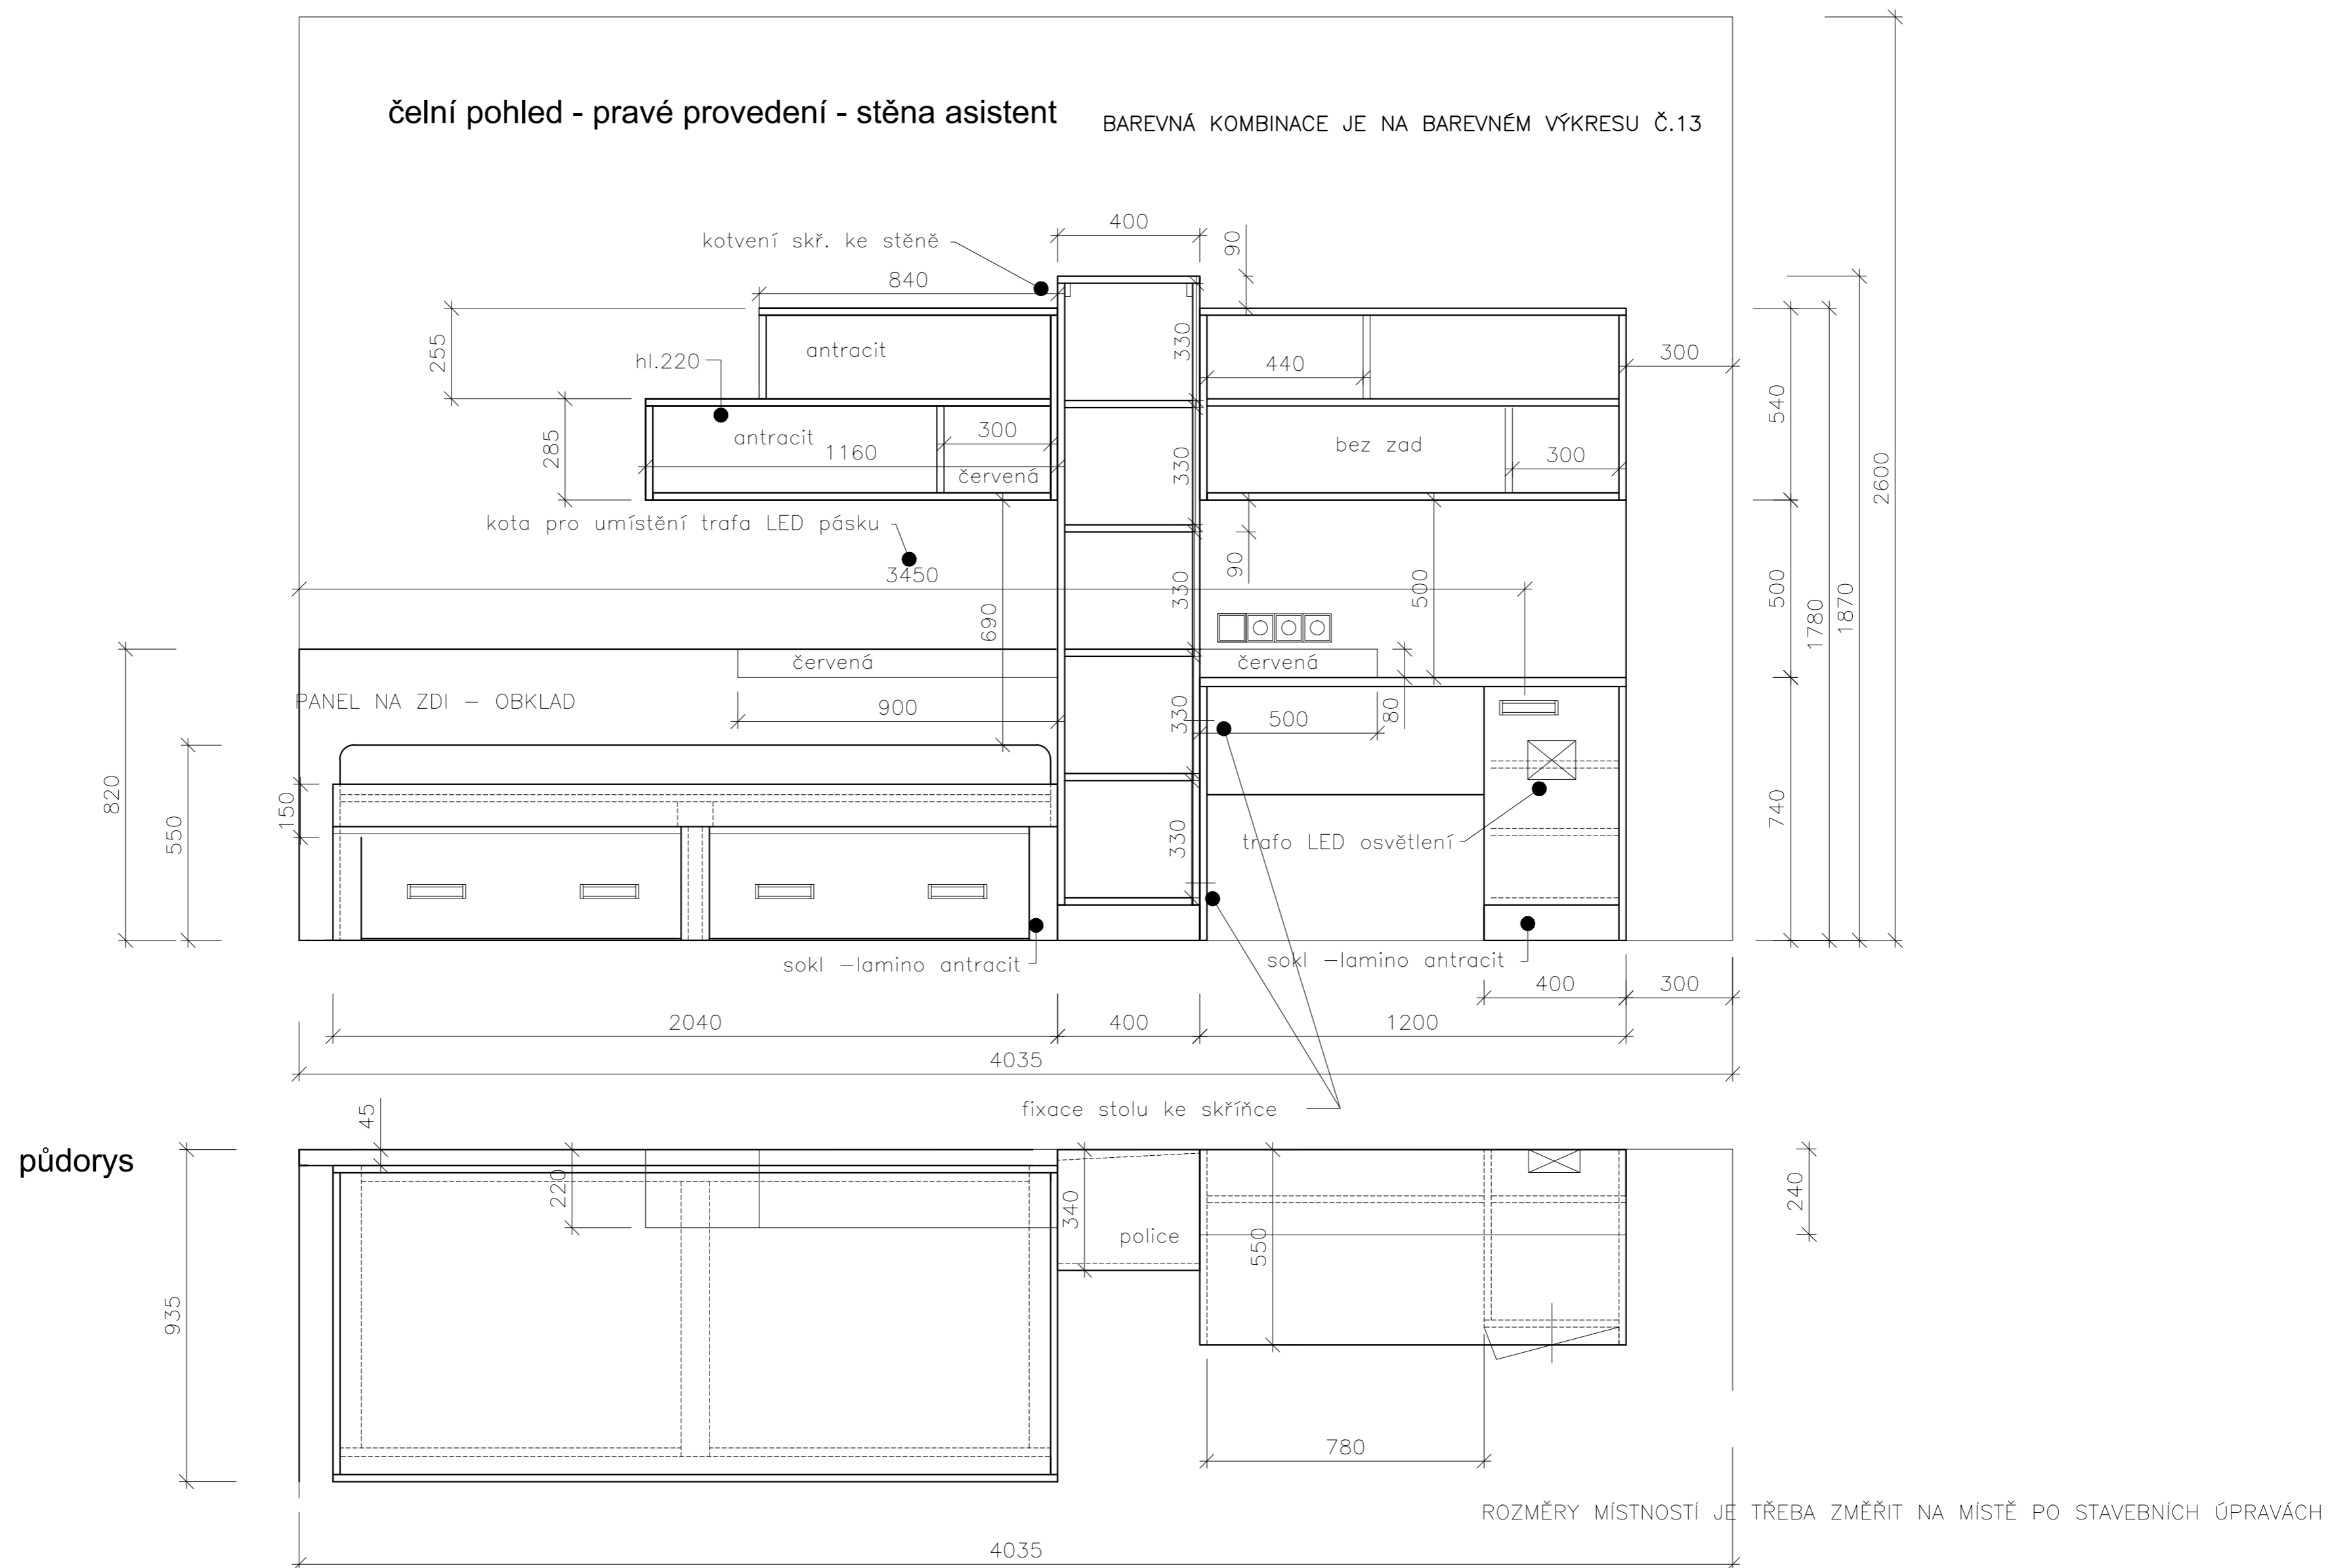 čelní pohled - pravé provedení - stěna asistent
BAREVNÁ KOMBINACE JE NA BAREVNÉM VÝKRESU Č.13
400
kotvení skř. ke stěně
90
840
255
antracit
hl.220
330
440
300
540
285
antracit
300
1160
červená
330
bez zad
300
2600
kota pro umístění trafa LED pásku
3450
90
330
500
500
1780
1870
690
červená
červená
PANEL NA ZDI – OBKLAD
900
330
500
80
820
550
150
740
330
trafo LED osvětlení
sokl –lamino antracit
sokl –lamino antracit
400
300
2040
400
1200
4035
fixace stolu ke skříňce
půdorys
45
220
340
police
550
240
935
780
ROZMĚRY MÍSTNOSTÍ JE TŘEBA ZMĚŘIT NA MÍSTĚ PO STAVEBNÍCH ÚPRAVÁCH
4035